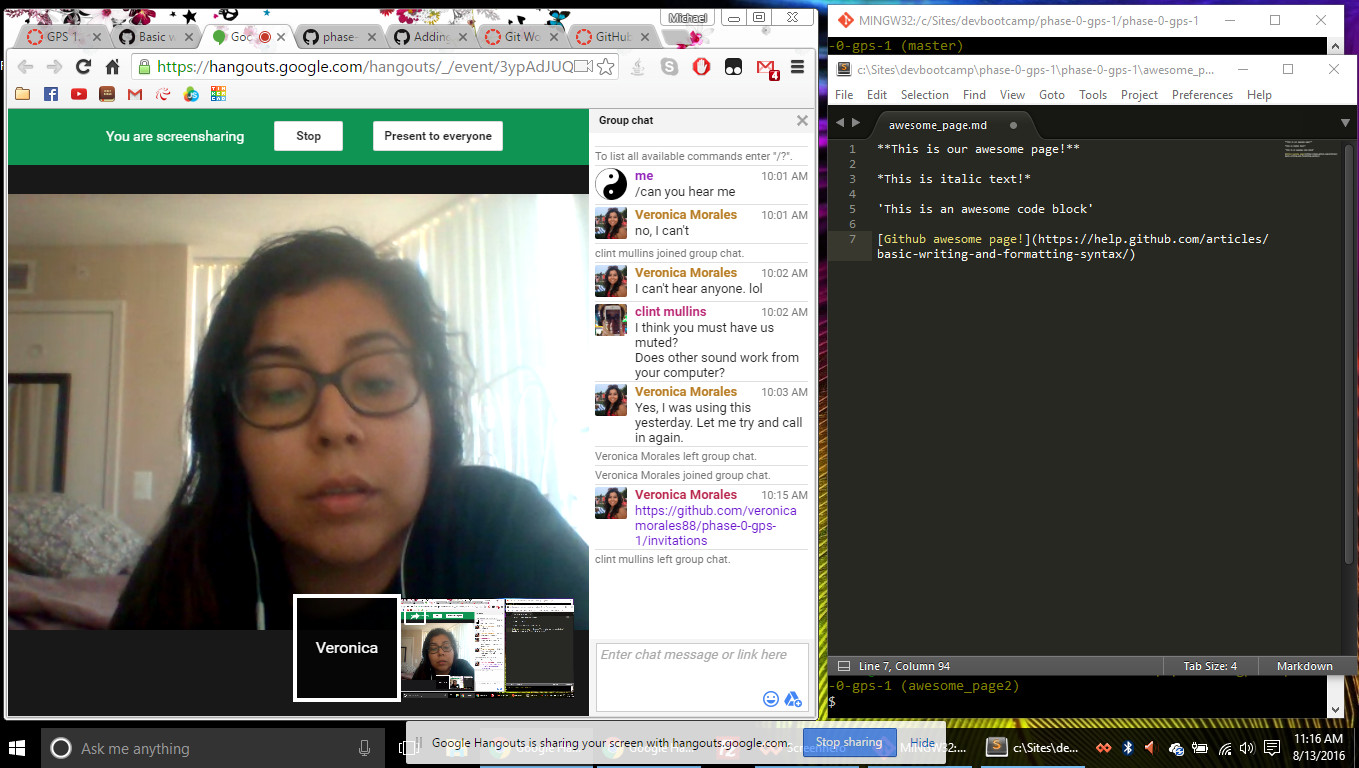 Michael
GPS 1.
Basic w
Goo
phase-
Adding
Git Wo
GitHub
https://hangouts.google.com/hangouts/_/event/3ypAdJUQ
4
You are screensharing
Stop
Present to everyone
Group chat
To list all available commands enter "/?".
me 10:01 AM
/can you hear me
Veronica Morales 10:01 AM
no, I can't
clint mullins joined group chat.
Veronica Morales 10:02 AM
I can't hear anyone. lol
clint mullins 10:02 AM
I think you must have us
muted?
Does other sound work from
your computer?
Veronica Morales 10:03 AM
Yes, I was using this
yesterday. Let me try and call
in again.
Veronica Morales left group chat.
Veronica Morales joined group chat.
Veronica Morales 10:15 AM
https://github.com/veronica
morales88/phase-0-gps-
1/invitations
clint mullins left group chat.
Enter chat message or link here
Veronica
MINGW32:/c/Sites/devbootcamp/phase-0-gps-1/phase-0-gps-1
-0-gps-1 (master)
c:\Sites\devbootcamp\phase-0-gps-1\phase-0-gps-1\awesome_p...
File Edit Selection Find View Goto Tools Project Preferences Help
awesome_page.md
1 **This is our awesome page!**
2
3 *This is italic text!*
4
5 'This is an awesome code block'
6
7 [Github awesome page!](https://help.github.com/articles/
basic-writing-and-formatting-syntax/)
Line 7, Column 94 Tab Size: 4 Markdown
-0-gps-1 (awesome_page2)
$
Google Hangouts is sharing your screen with hangouts.google.com.
Stop sharing
Hide
Ask me anything
MINGW32:...
c:\Sites\de...
11:16 AM
8/13/2016